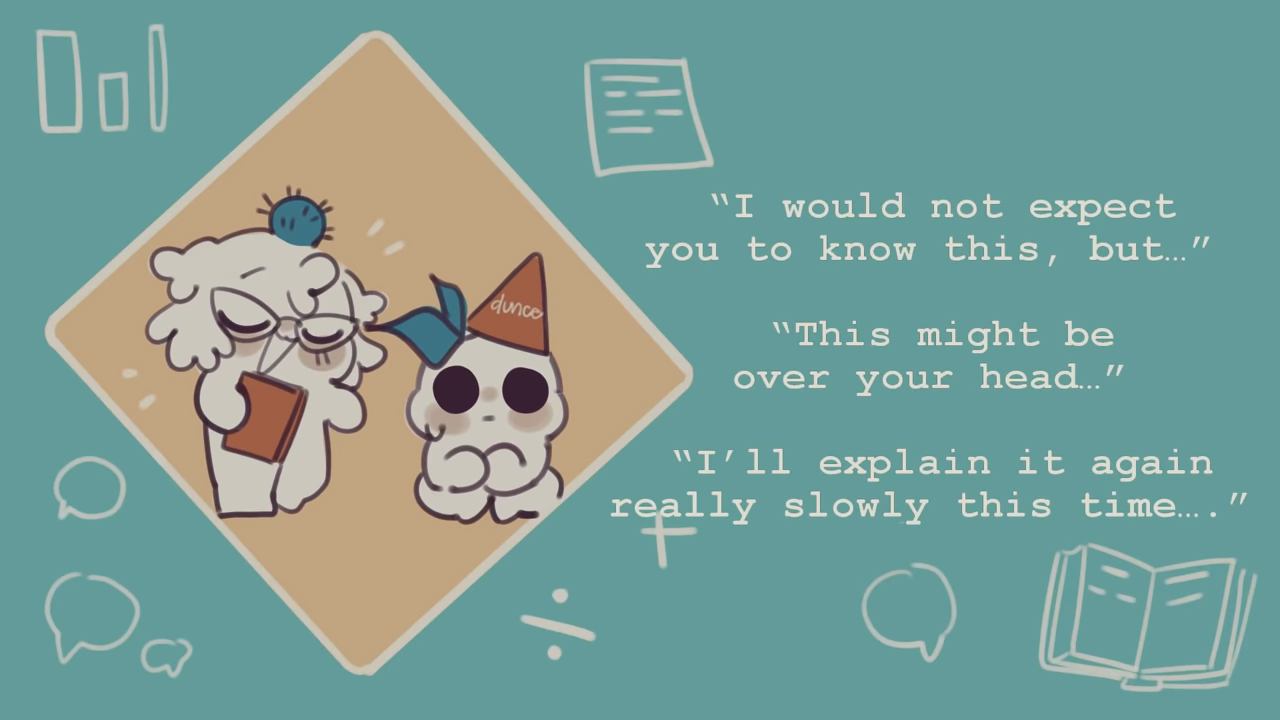 dunce
“I would not expect
you to know this, but…”
“This might be
over your head…”
“I’ll explain it again
really slowly this time….”